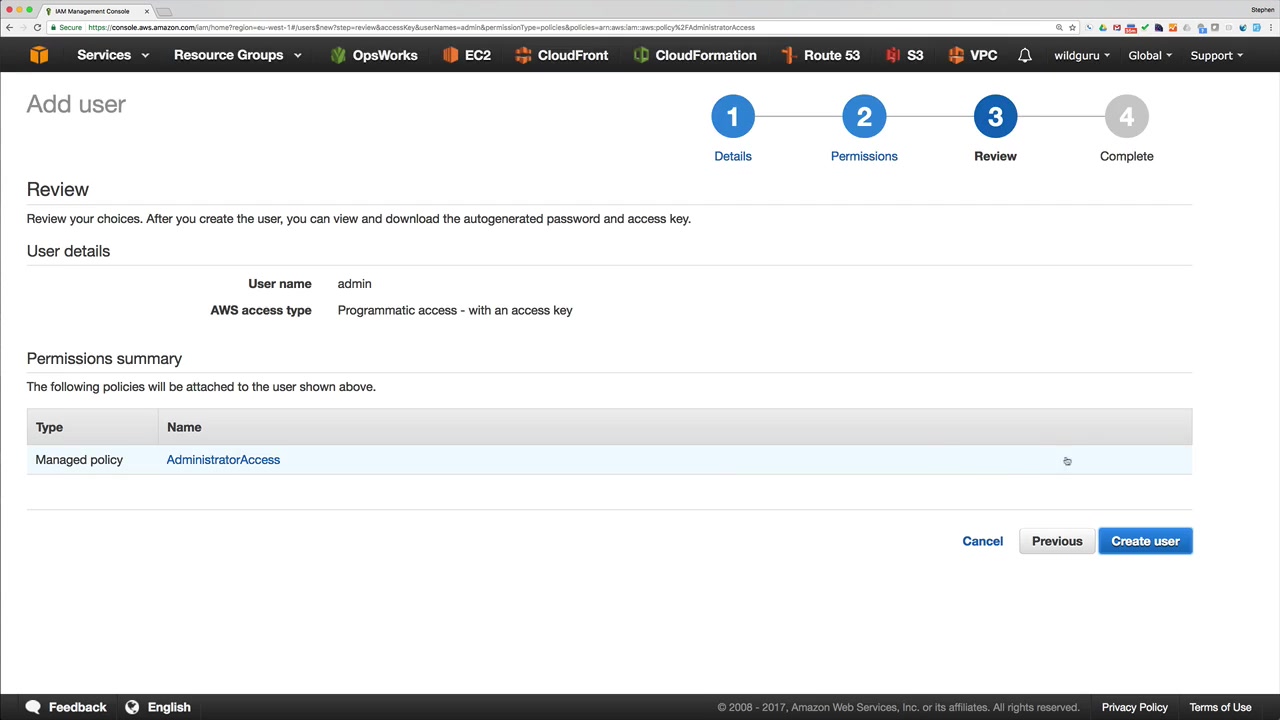 IAM Management Console
Stephen
Secure https://console.aws.amazon.com/iam/home?region=eu-west-1#/users$new?step=review&accessKey&userNames=admin&permissionType=policies&policies=arn:aws:iam::aws:policy%2FAdministratorAccess
Services Resource Groups OpsWorks EC2 CloudFront CloudFormation Route 53 S3 VPC wildguru Global Support
Add user
1 2 3 4
Details Permissions Review Complete
Review
Review your choices. After you create the user, you can view and download the autogenerated password and access key.
User details
User name admin
AWS access type Programmatic access - with an access key
Permissions summary
The following policies will be attached to the user shown above.
Type Name
Managed policy AdministratorAccess
Cancel Previous Create user
Feedback English © 2008 - 2017, Amazon Web Services, Inc. or its affiliates. All rights reserved. Privacy Policy Terms of Use